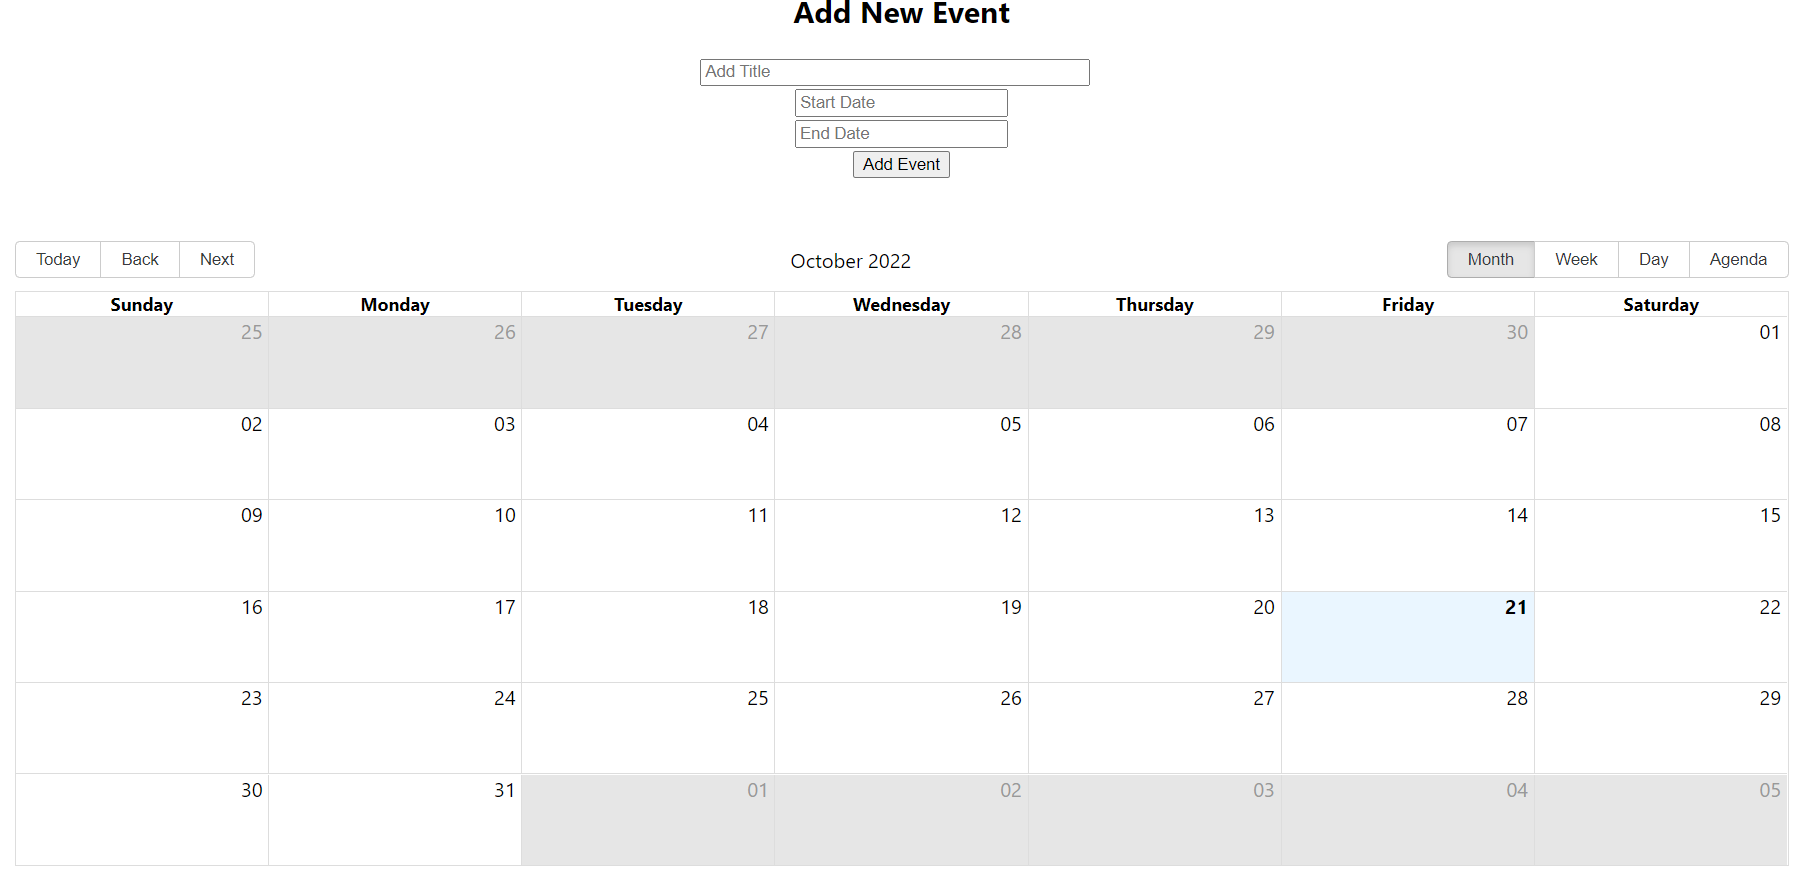 Add New Event
Add Title
Start Date
End Date
Add Event
Today Back Next October 2022 Month Week Day Agenda
Sunday Monday Tuesday Wednesday Thursday Friday Saturday
25 26 27 28 29 30 01
02 03 04 05 06 07 08
09 10 11 12 13 14 15
16 17 18 19 20 21 22
23 24 25 26 27 28 29
30 31 01 02 03 04 05